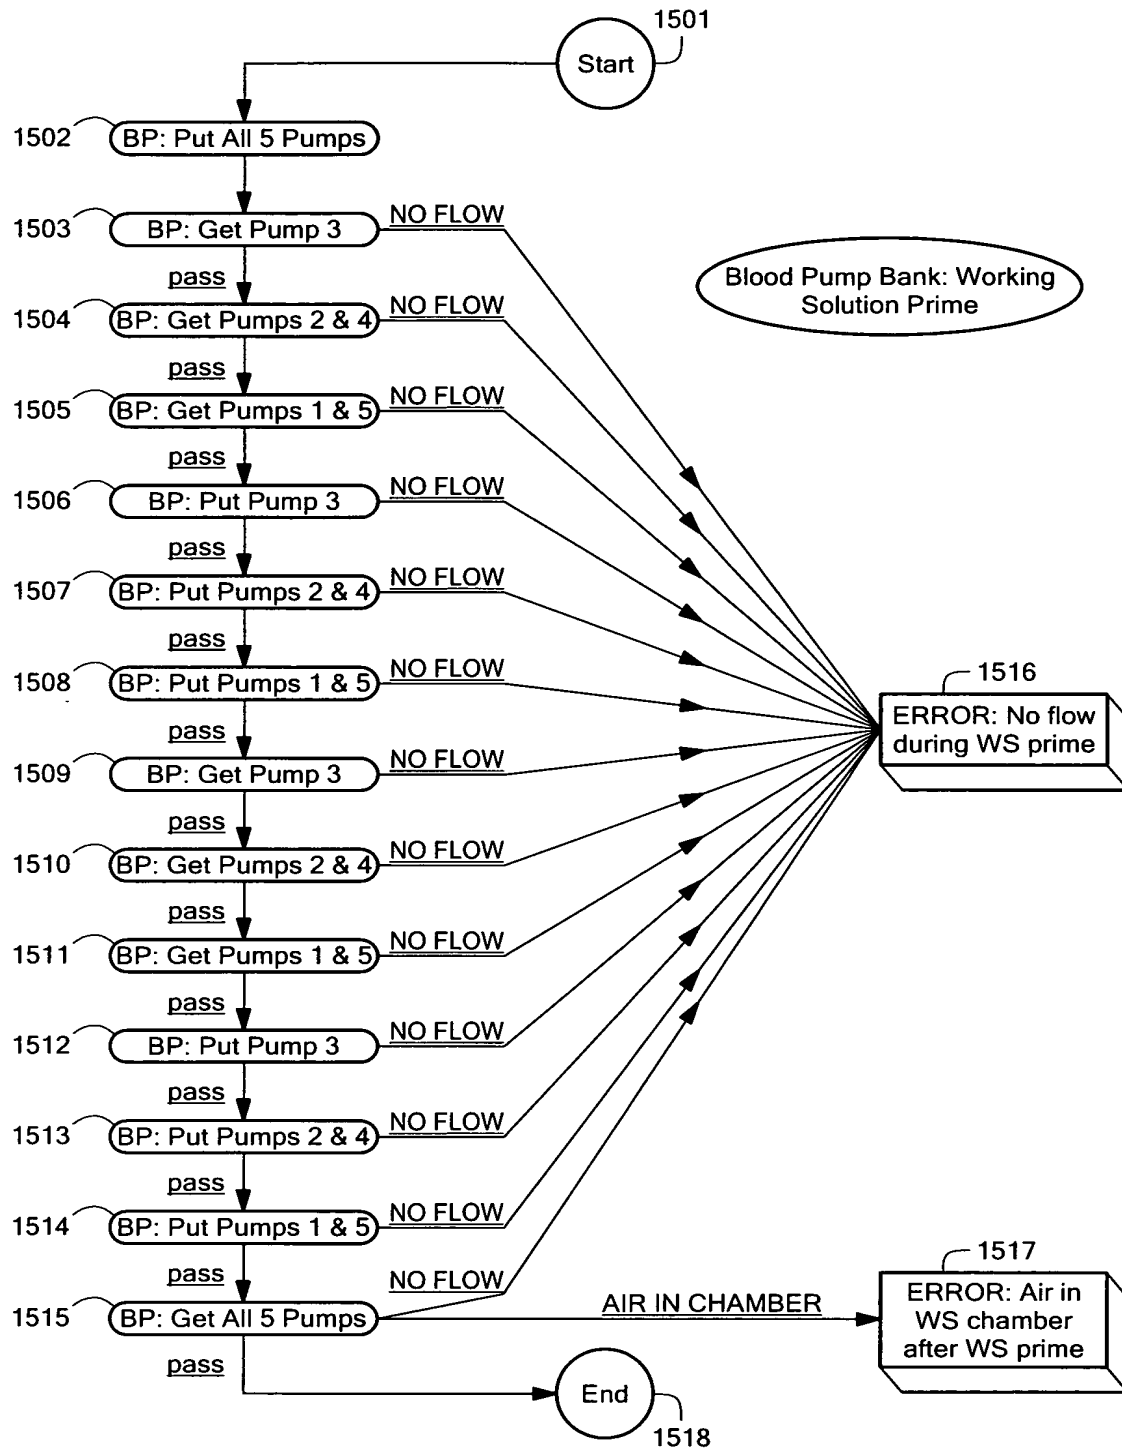 1501
Start
1502
BP: Put All 5 Pumps
1503
BP: Get Pump 3
NO FLOW
Blood Pump Bank: Working
Solution Prime
pass
1504
BP: Get Pumps 2 & 4
NO FLOW
pass
1505
BP: Get Pumps 1 & 5
NO FLOW
pass
1506
BP: Put Pump 3
NO FLOW
pass
1507
BP: Put Pumps 2 & 4
NO FLOW
pass
1508
BP: Put Pumps 1 & 5
NO FLOW
1516
ERROR: No flow
during WS prime
pass
1509
BP: Get Pump 3
NO FLOW
pass
1510
BP: Get Pumps 2 & 4
NO FLOW
pass
1511
BP: Get Pumps 1 & 5
NO FLOW
pass
1512
BP: Put Pump 3
NO FLOW
pass
1513
BP: Put Pumps 2 & 4
NO FLOW
pass
1514
BP: Put Pumps 1 & 5
NO FLOW
pass
1515
BP: Get All 5 Pumps
NO FLOW
AIR IN CHAMBER
1517
ERROR: Air in
WS chamber
after WS prime
pass
End
1518